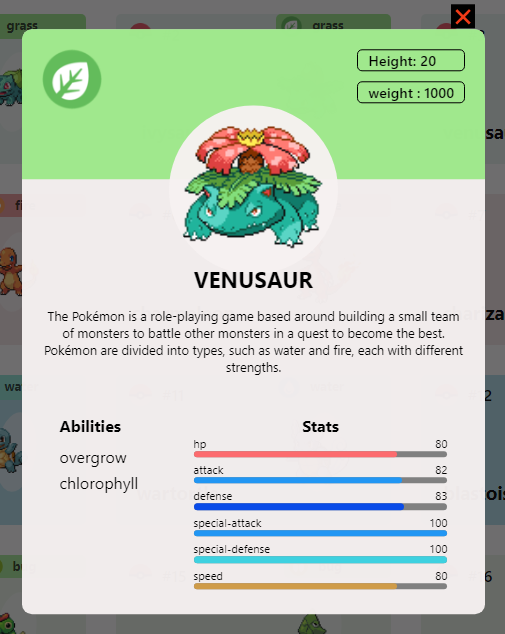 grass
Height: 20
weight : 1000
VENUSAUR
The Pokémon is a role-playing game based around building a small team
of monsters to battle other monsters in a quest to become the best.
Pokémon are divided into types, such as water and fire, each with different
strengths.
Abilities
overgrow
chlorophyll
Stats
hp 80
attack 82
defense 83
special-attack 100
special-defense 100
speed 80